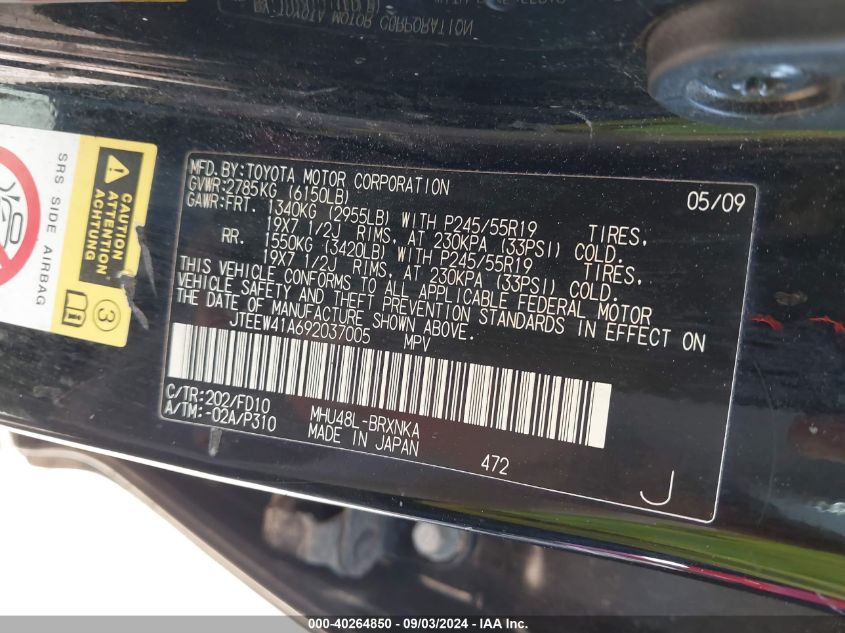 MOTOR CORPORATION
SRS SIDE AIRBAG
CAUTION
ATTENTION
ACHTUNG
3
MFD.BY:TOYOTA MOTOR CORPORATION 05/09
GVWR:2785KG (6150LB)
GAWR:FRT. 1340KG (2955LB) WITH P245/55R19 TIRES,
19X7 1/2J RIMS, AT 230KPA (33PSI) COLD.
RR. 1550KG (3420LB) WITH P245/55R19 TIRES,
19X7 1/2J RIMS, AT 230KPA (33PSI) COLD.
THIS VEHICLE CONFORMS TO ALL APPLICABLE FEDERAL MOTOR
VEHICLE SAFETY AND THEFT PREVENTION STANDARDS IN EFFECT ON
THE DATE OF MANUFACTURE SHOWN ABOVE.
JTEEW41A692037005 MPV
C/TR:202/FD10 MHU48L-BRXNKA
A/TM:-02A/P310 MADE IN JAPAN
472
J
000-40264850 - 09/03/2024 - IAA Inc.